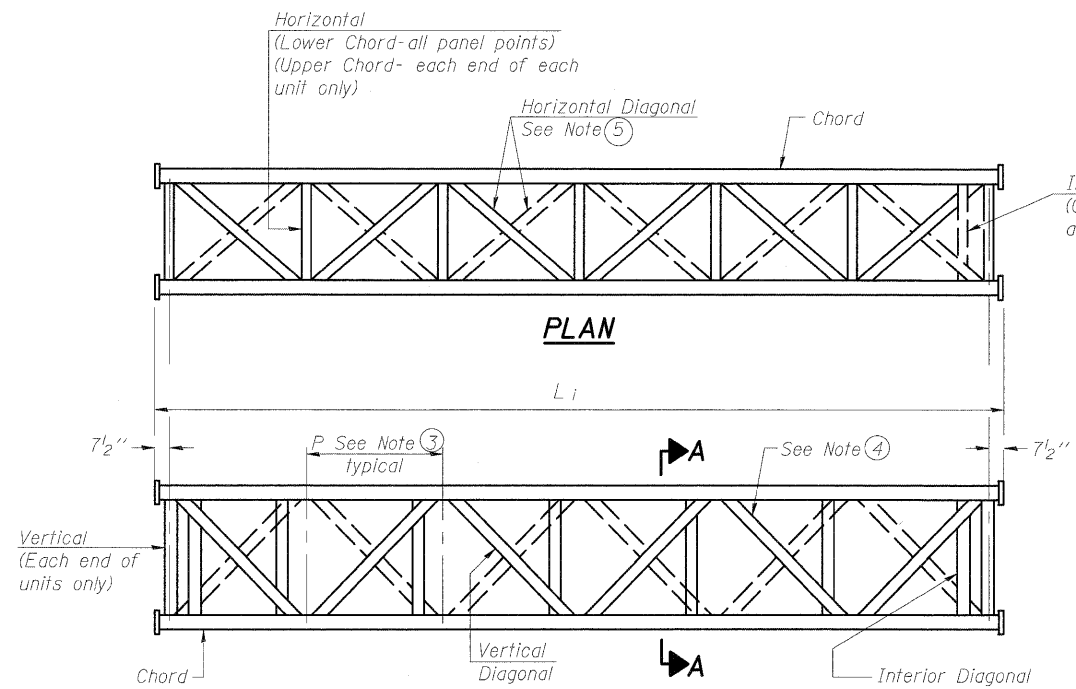 Horizontal
(Lower Chord-all panel points)
(Upper Chord- each end of each
unit only)
Horizontal Diagonal
See Note 5
Chord
PLAN
Li
7½"
P See Note 3
typical
A
See Note 4
7½"
Vertical
(Each end of
units only)
Chord
Vertical
Diagonal
A
Interior Diagonal